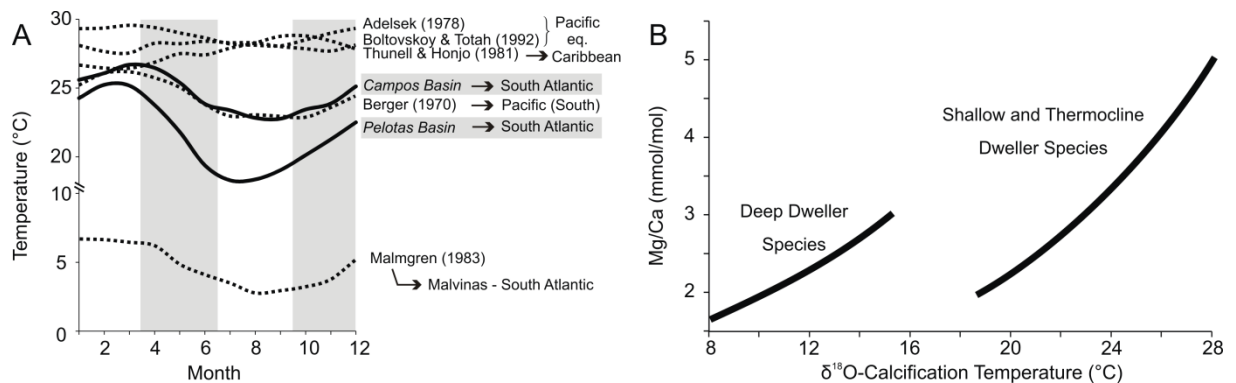 A
30
25
20
10
5
0
Temperature (°C)
2 4 6 8 10 12
Month
Adelsek (1978)
Boltovskoy & Totah (1992)
Pacific
eq.
Thunell & Honjo (1981) → Caribbean
Campos Basin → South Atlantic
Berger (1970) → Pacific (South)
Pelotas Basin → South Atlantic
Malmgren (1983)
Malvinas - South Atlantic
B
5
4
3
2
Mg/Ca (mmol/mol)
Deep Dweller
Species
Shallow and Thermocline
Dweller Species
8 12 16 20 24 28
δ¹⁸O-Calcification Temperature (°C)